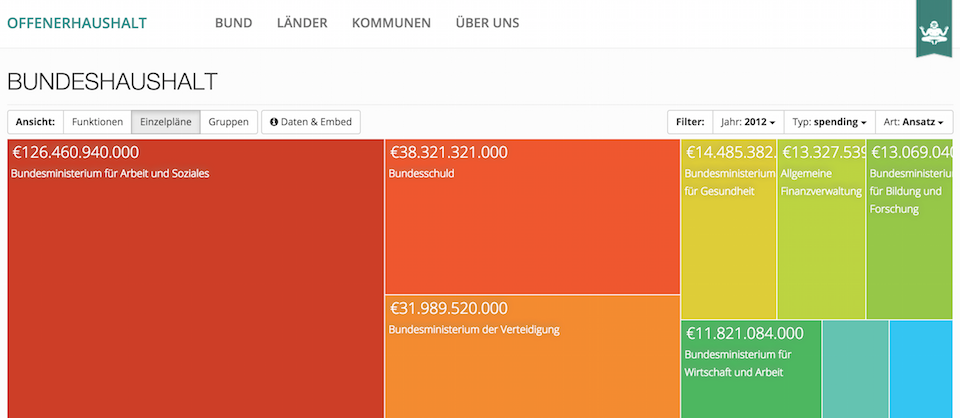 OFFENERHAUSHALT BUND LÄNDER KOMMUNEN ÜBER UNS
BUNDESHAUSHALT
Ansicht: Funktionen Einzelpläne Gruppen Daten & Embed Filter: Jahr: 2012 Typ: spending Art: Ansatz
€126.460.940.000
Bundesministerium für Arbeit und Soziales
€38.321.321.000
Bundesschuld
€31.989.520.000
Bundesministerium der Verteidigung
€14.485.382.
Bundesministerium
für Gesundheit
€13.327.539
Allgemeine
Finanzverwaltung
€13.069.040
Bundesministeriu
für Bildung und
Forschung
€11.821.084.000
Bundesministerium für
Wirtschaft und Arbeit